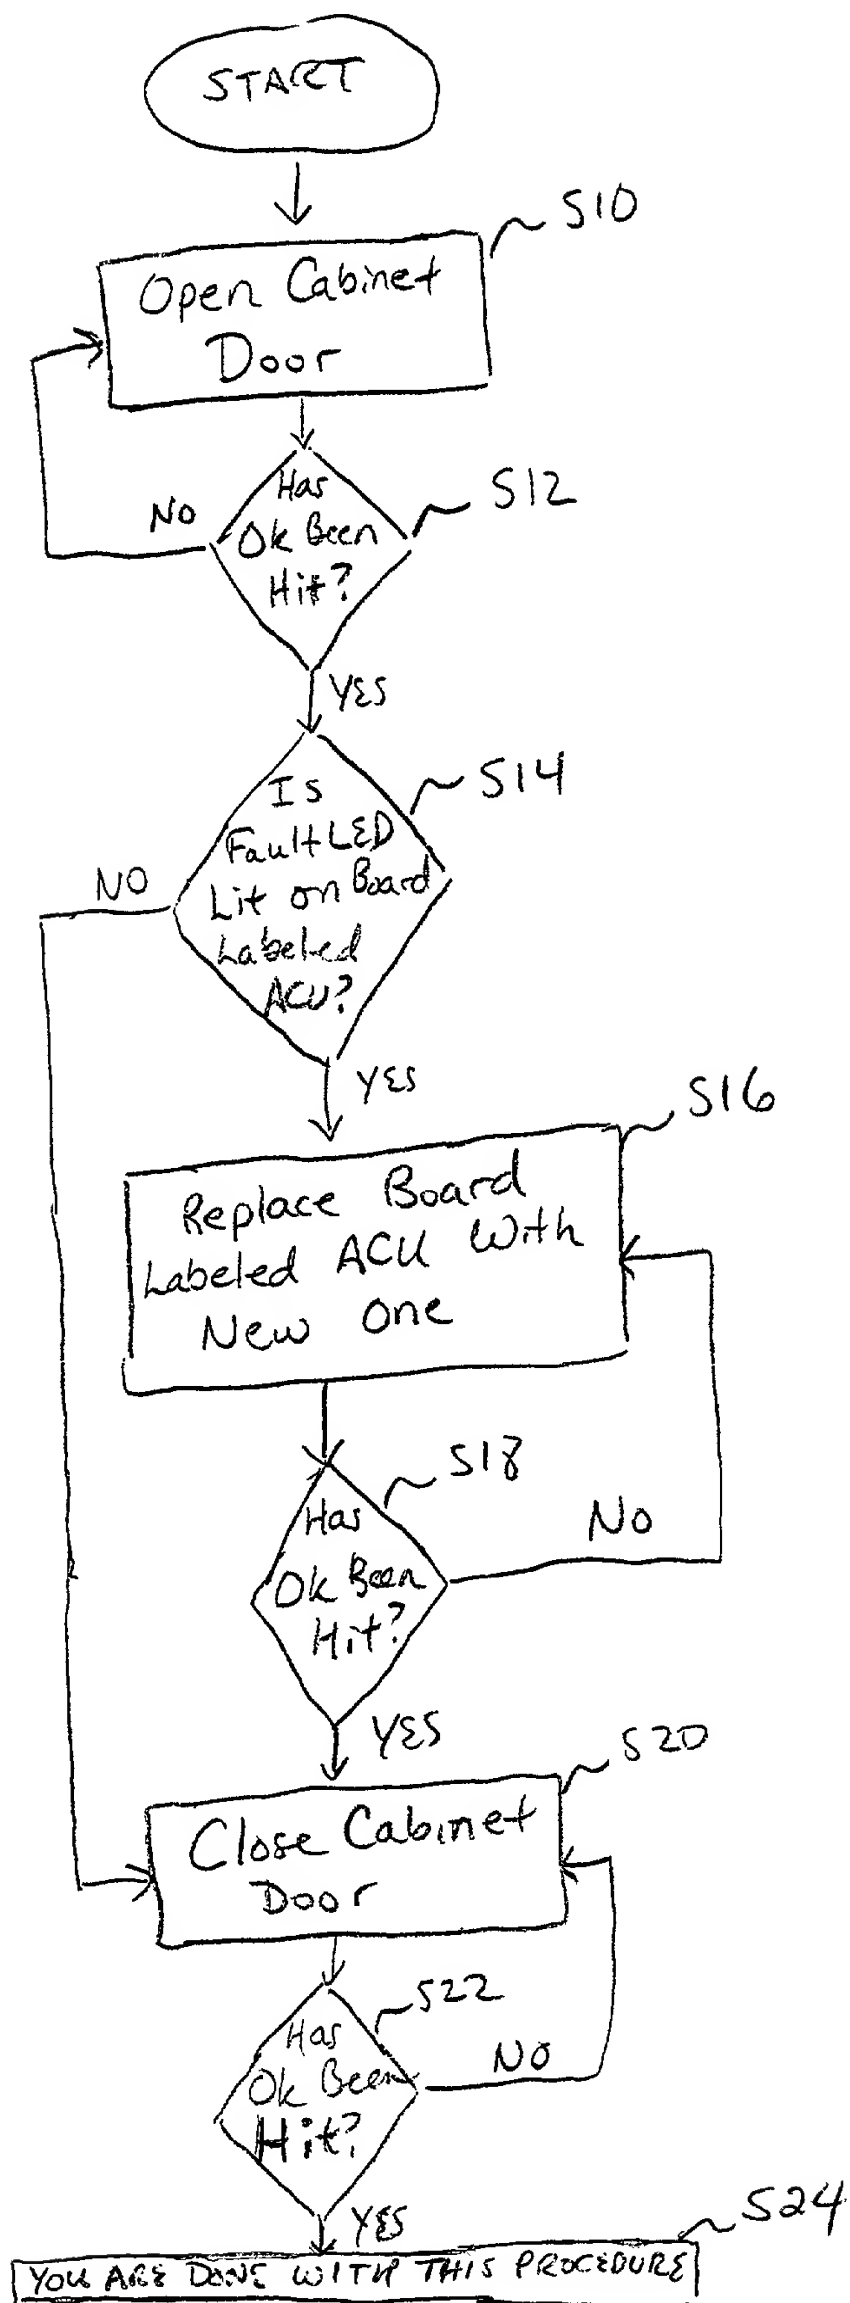 START
S10
Open Cabinet
Door
S12
Has
Ok Been
Hit?
No
YES
S14
Is
Fault LED
Lit on Board
Labeled
ACU?
NO
YES
S16
Replace Board
Labeled ACU With
New One
S18
Has
Ok Been
Hit?
No
YES
S20
Close Cabinet
Door
S22
Has
Ok Been
Hit?
No
YES
S24
YOU ARE DONE WITH THIS PROCEDURE